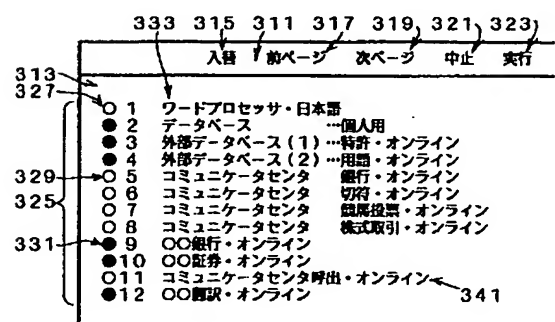 333 315 311 317 319 321 323
入替 前ページ 次ページ 中止 実行
313
327
○ 1 ワードプロセッサ・日本語
● 2 データベース …個人用
● 3 外部データベース(1)…特許・オンライン
● 4 外部データベース(2)…用語・オンライン
329 ○ 5 コミュニケータセンタ 銀行・オンライン
325 ○ 6 コミュニケータセンタ 切符・オンライン
○ 7 コミュニケータセンタ 競馬投票・オンライン
○ 8 コミュニケータセンタ 株式取引・オンライン
331 ● 9 ○○銀行・オンライン
●10 ○○証券・オンライン
○11 コミュニケータセンタ呼出・オンライン
●12 ○○翻訳・オンライン 341